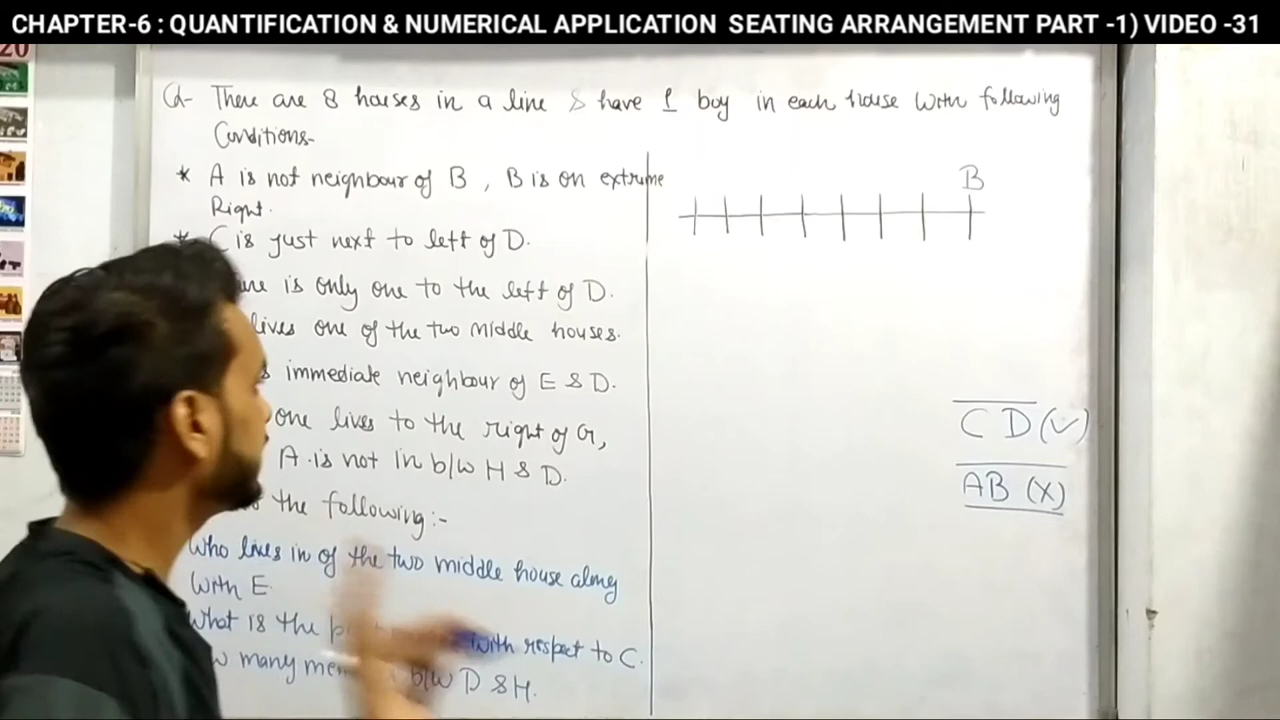 CHAPTER-6 : QUANTIFICATION & NUMERICAL APPLICATION SEATING ARRANGEMENT PART -1) VIDEO -31
20
Q- There are 8 houses in a line & have 1 boy in each house with following
Conditions-
* A is not neighbour of B , B is on extrume
Right.
* C is just next to left of D.
is only one to the left of D.
lives one of the two middle houses.
immediate neighbour of E & D.
one lives to the right of G,
A is not in b/w H & D.
the following:-
Who lives in of the two middle house along
With E
What is the with respect to C.
many b/w D & H.
B
C D (✓)
AB (X)